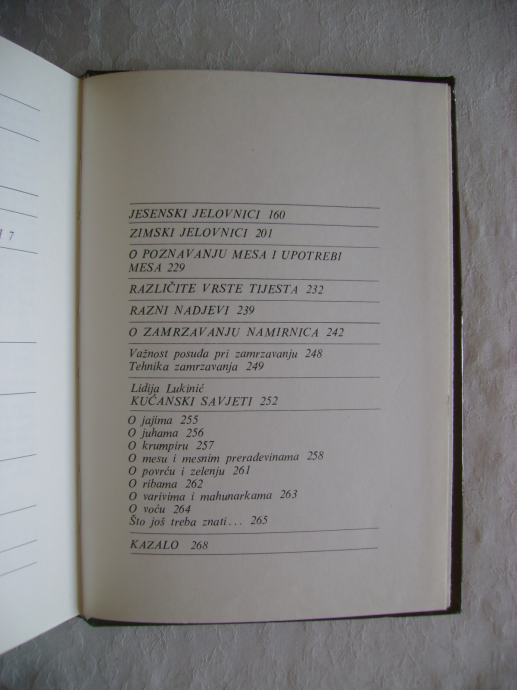 I 7
JESENSKI JELOVNICI 160
ZIMSKI JELOVNICI 201
O POZNAVANJU MESA I UPOTREBI
MESA 229
RAZLIČITE VRSTE TIJESTA 232
RAZNI NADJEVI 239
O ZAMRZAVANJU NAMIRNICA 242
Važnost posuda pri zamrzavanju 248
Tehnika zamrzavanja 249
Lidija Lukinić
KUĆANSKI SAVJETI 252
O jajima 255
O juhama 256
O krumpiru 257
O mesu i mesnim prerađevinama 258
O povrću i zelenju 261
O ribama 262
O varivima i mahunarkama 263
O voću 264
Što još treba znati... 265
KAZALO 268